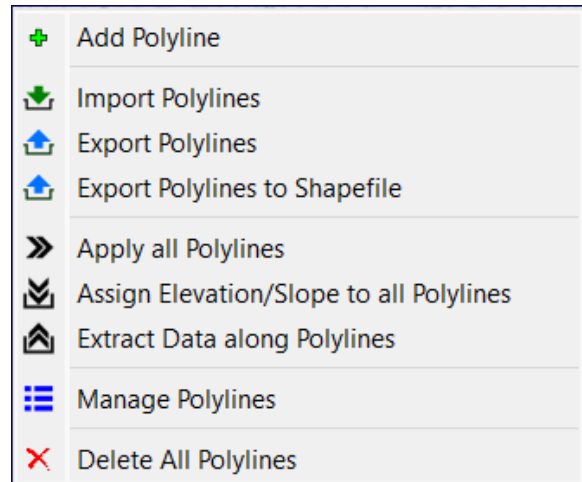 Add Polyline
Import Polylines
Export Polylines
Export Polylines to Shapefile
Apply all Polylines
Assign Elevation/Slope to all Polylines
Extract Data along Polylines
Manage Polylines
Delete All Polylines